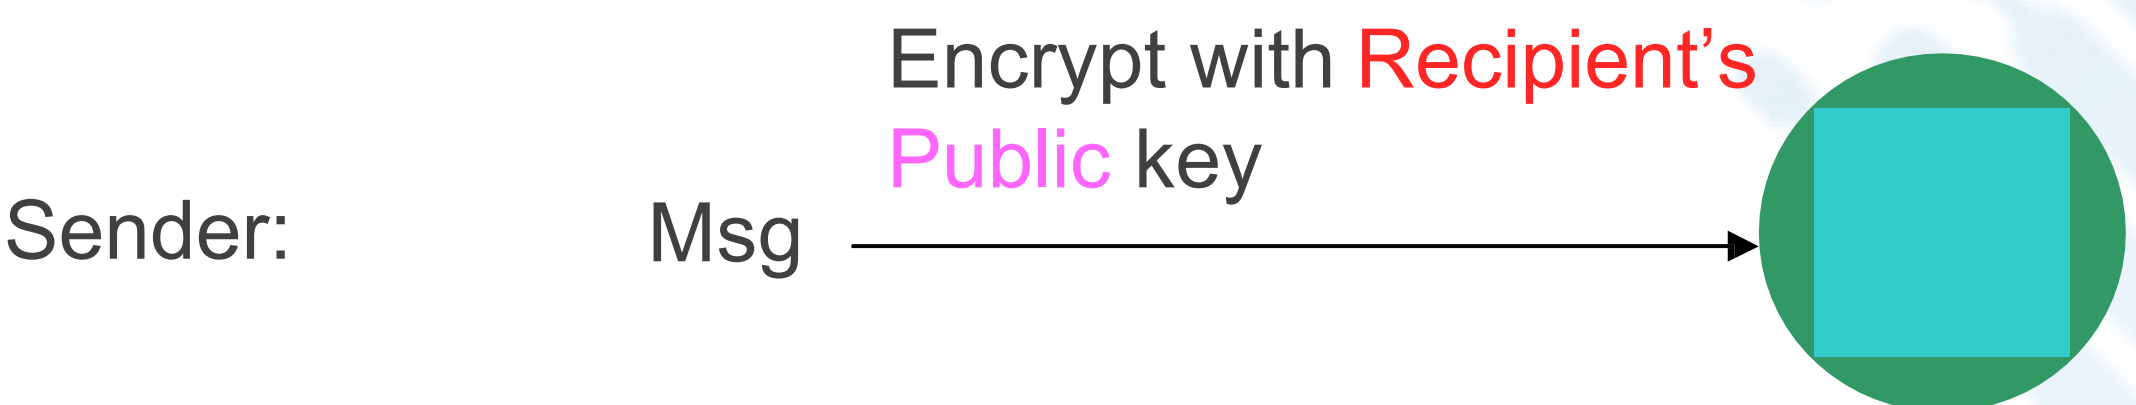 Encrypt with Recipient’s
Public key
Sender: Msg